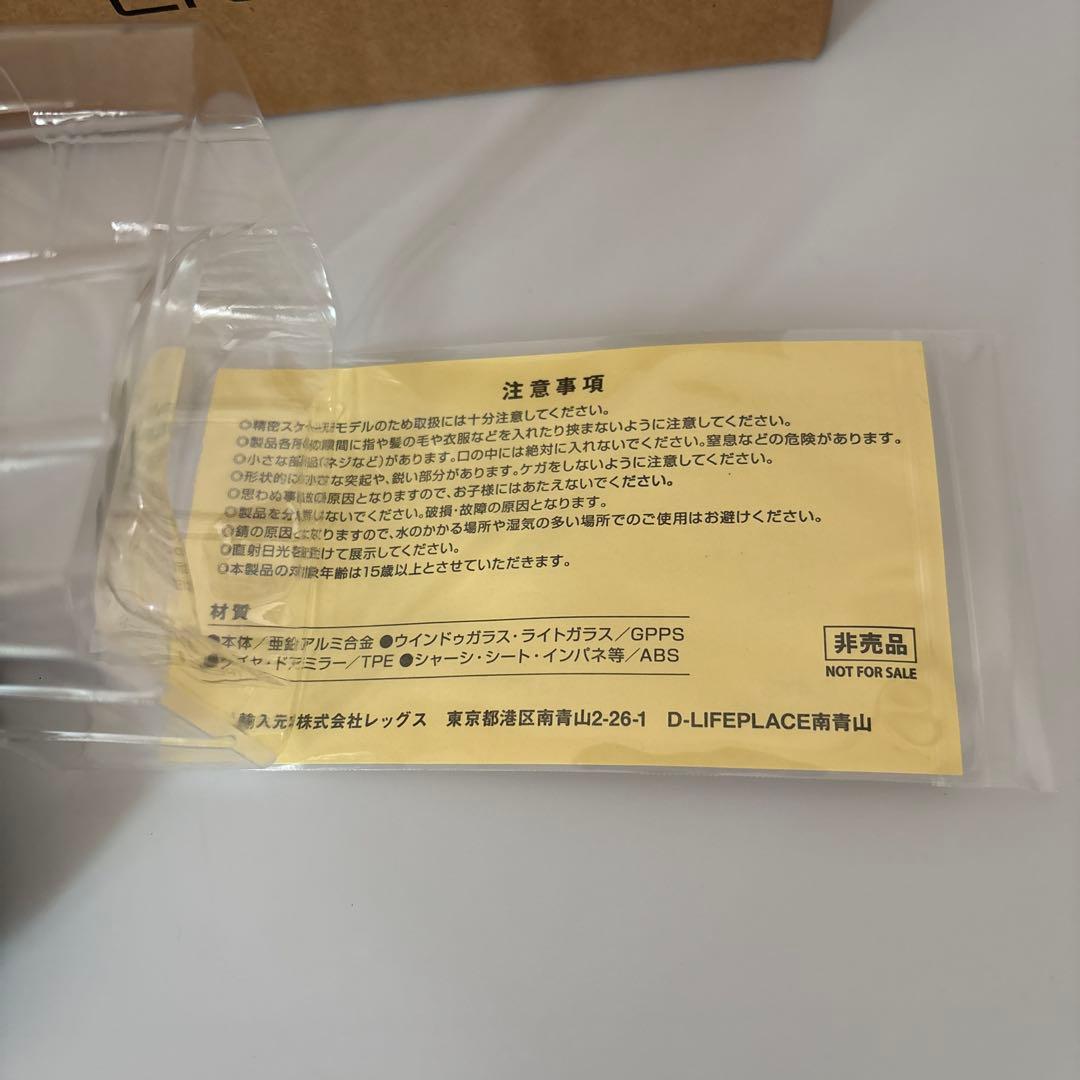 注意事項
●精密スケールモデルのため取扱には十分注意してください。
●製品各所の隙間に指や髪の毛や衣服などを入れたり挟まないように注意してください。
●小さな部品(ネジなど)があります。口の中には絶対に入れないでください。窒息などの危険があります。
●形状的に小さな突起や、鋭い部分があります。ケガをしないように注意してください。
●思わぬ事故の原因となりますので、お子様にはあたえないでください。
●製品を分解しないでください。破損・故障の原因となります。
●錆の原因となりますので、水のかかる場所や湿気の多い場所でのご使用はお避けください。
●直射日光を避けて展示してください。
●本製品の対象年齢は15歳以上とさせていただきます。
材質
●本体/亜鉛アルミ合金 ●ウインドゥガラス・ライトガラス/GPPS
●タイヤ・ドアミラー/TPE ●シャーシ・シート・インパネ等/ABS
非売品
NOT FOR SALE
輸入元:株式会社レッグス 東京都港区南青山2-26-1 D-LIFEPLACE南青山